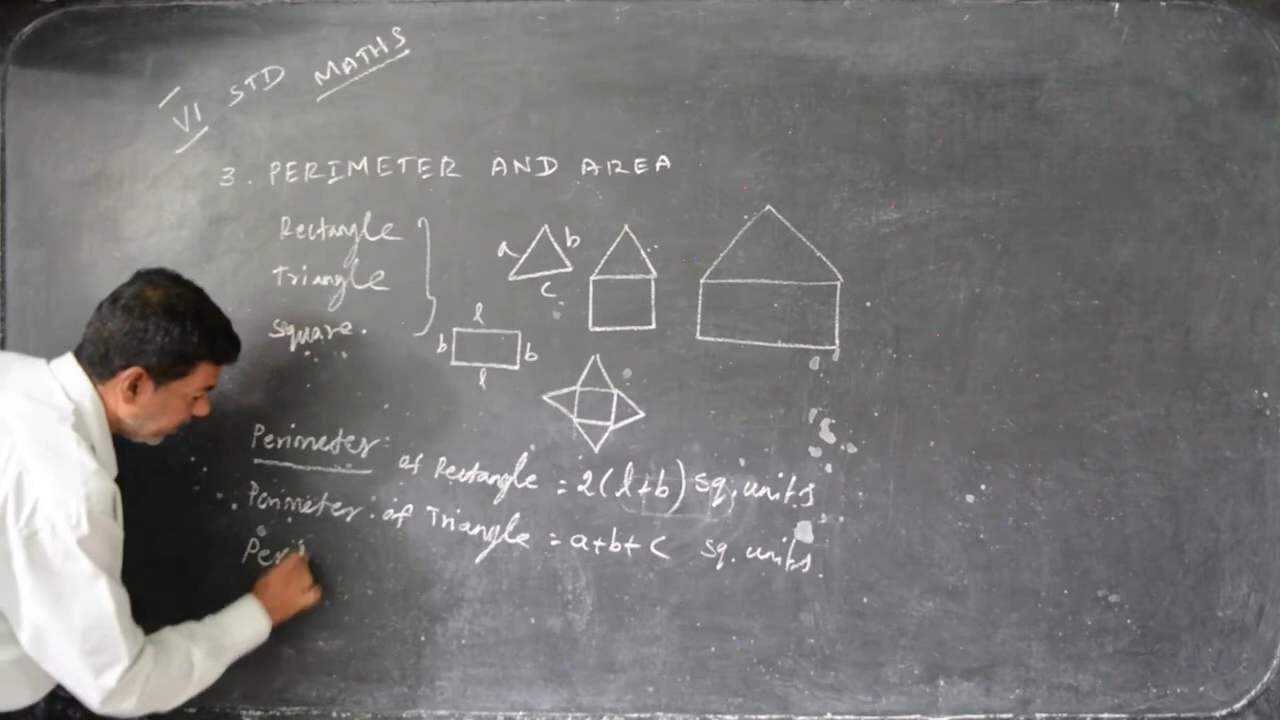 VI STD MATHS
3. PERIMETER AND AREA
Rectangle
Triangle
Square.
a b
c
l
b b
l
Perimeter: of Rectangle = 2(l+b) sq. units
Perimeter of Triangle = a+b+c sq. units.
Peri